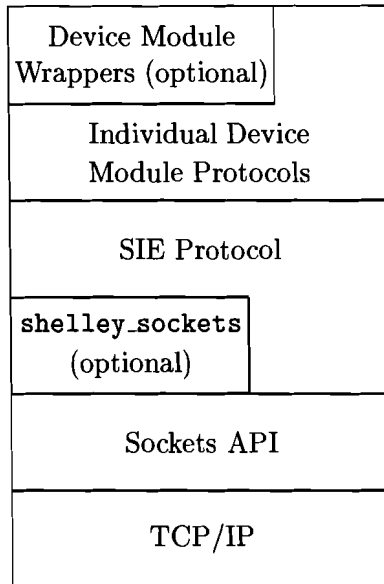 Device Module
Wrappers (optional)
Individual Device
Module Protocols
SIE Protocol
shelley_sockets
(optional)
Sockets API
TCP/IP